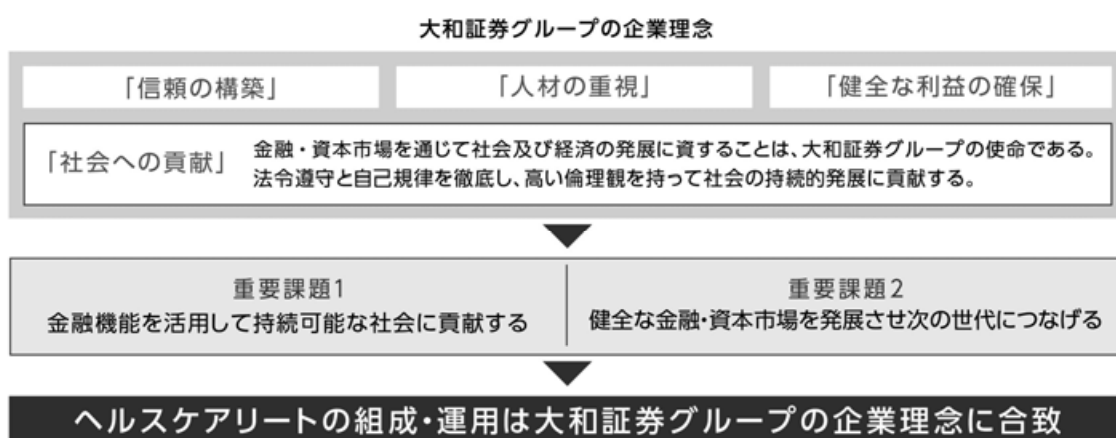 大和証券グループの企業理念
「信頼の構築」
「人材の重視」
「健全な利益の確保」
「社会への貢献」
金融・資本市場を通じて社会及び経済の発展に資することは、大和証券グループの使命である。
法令遵守と自己規律を徹底し、高い倫理観を持って社会の持続的発展に貢献する。
重要課題1
金融機能を活用して持続可能な社会に貢献する
重要課題2
健全な金融・資本市場を発展させ次の世代につなげる
ヘルスケアリートの組成・運用は大和証券グループの企業理念に合致